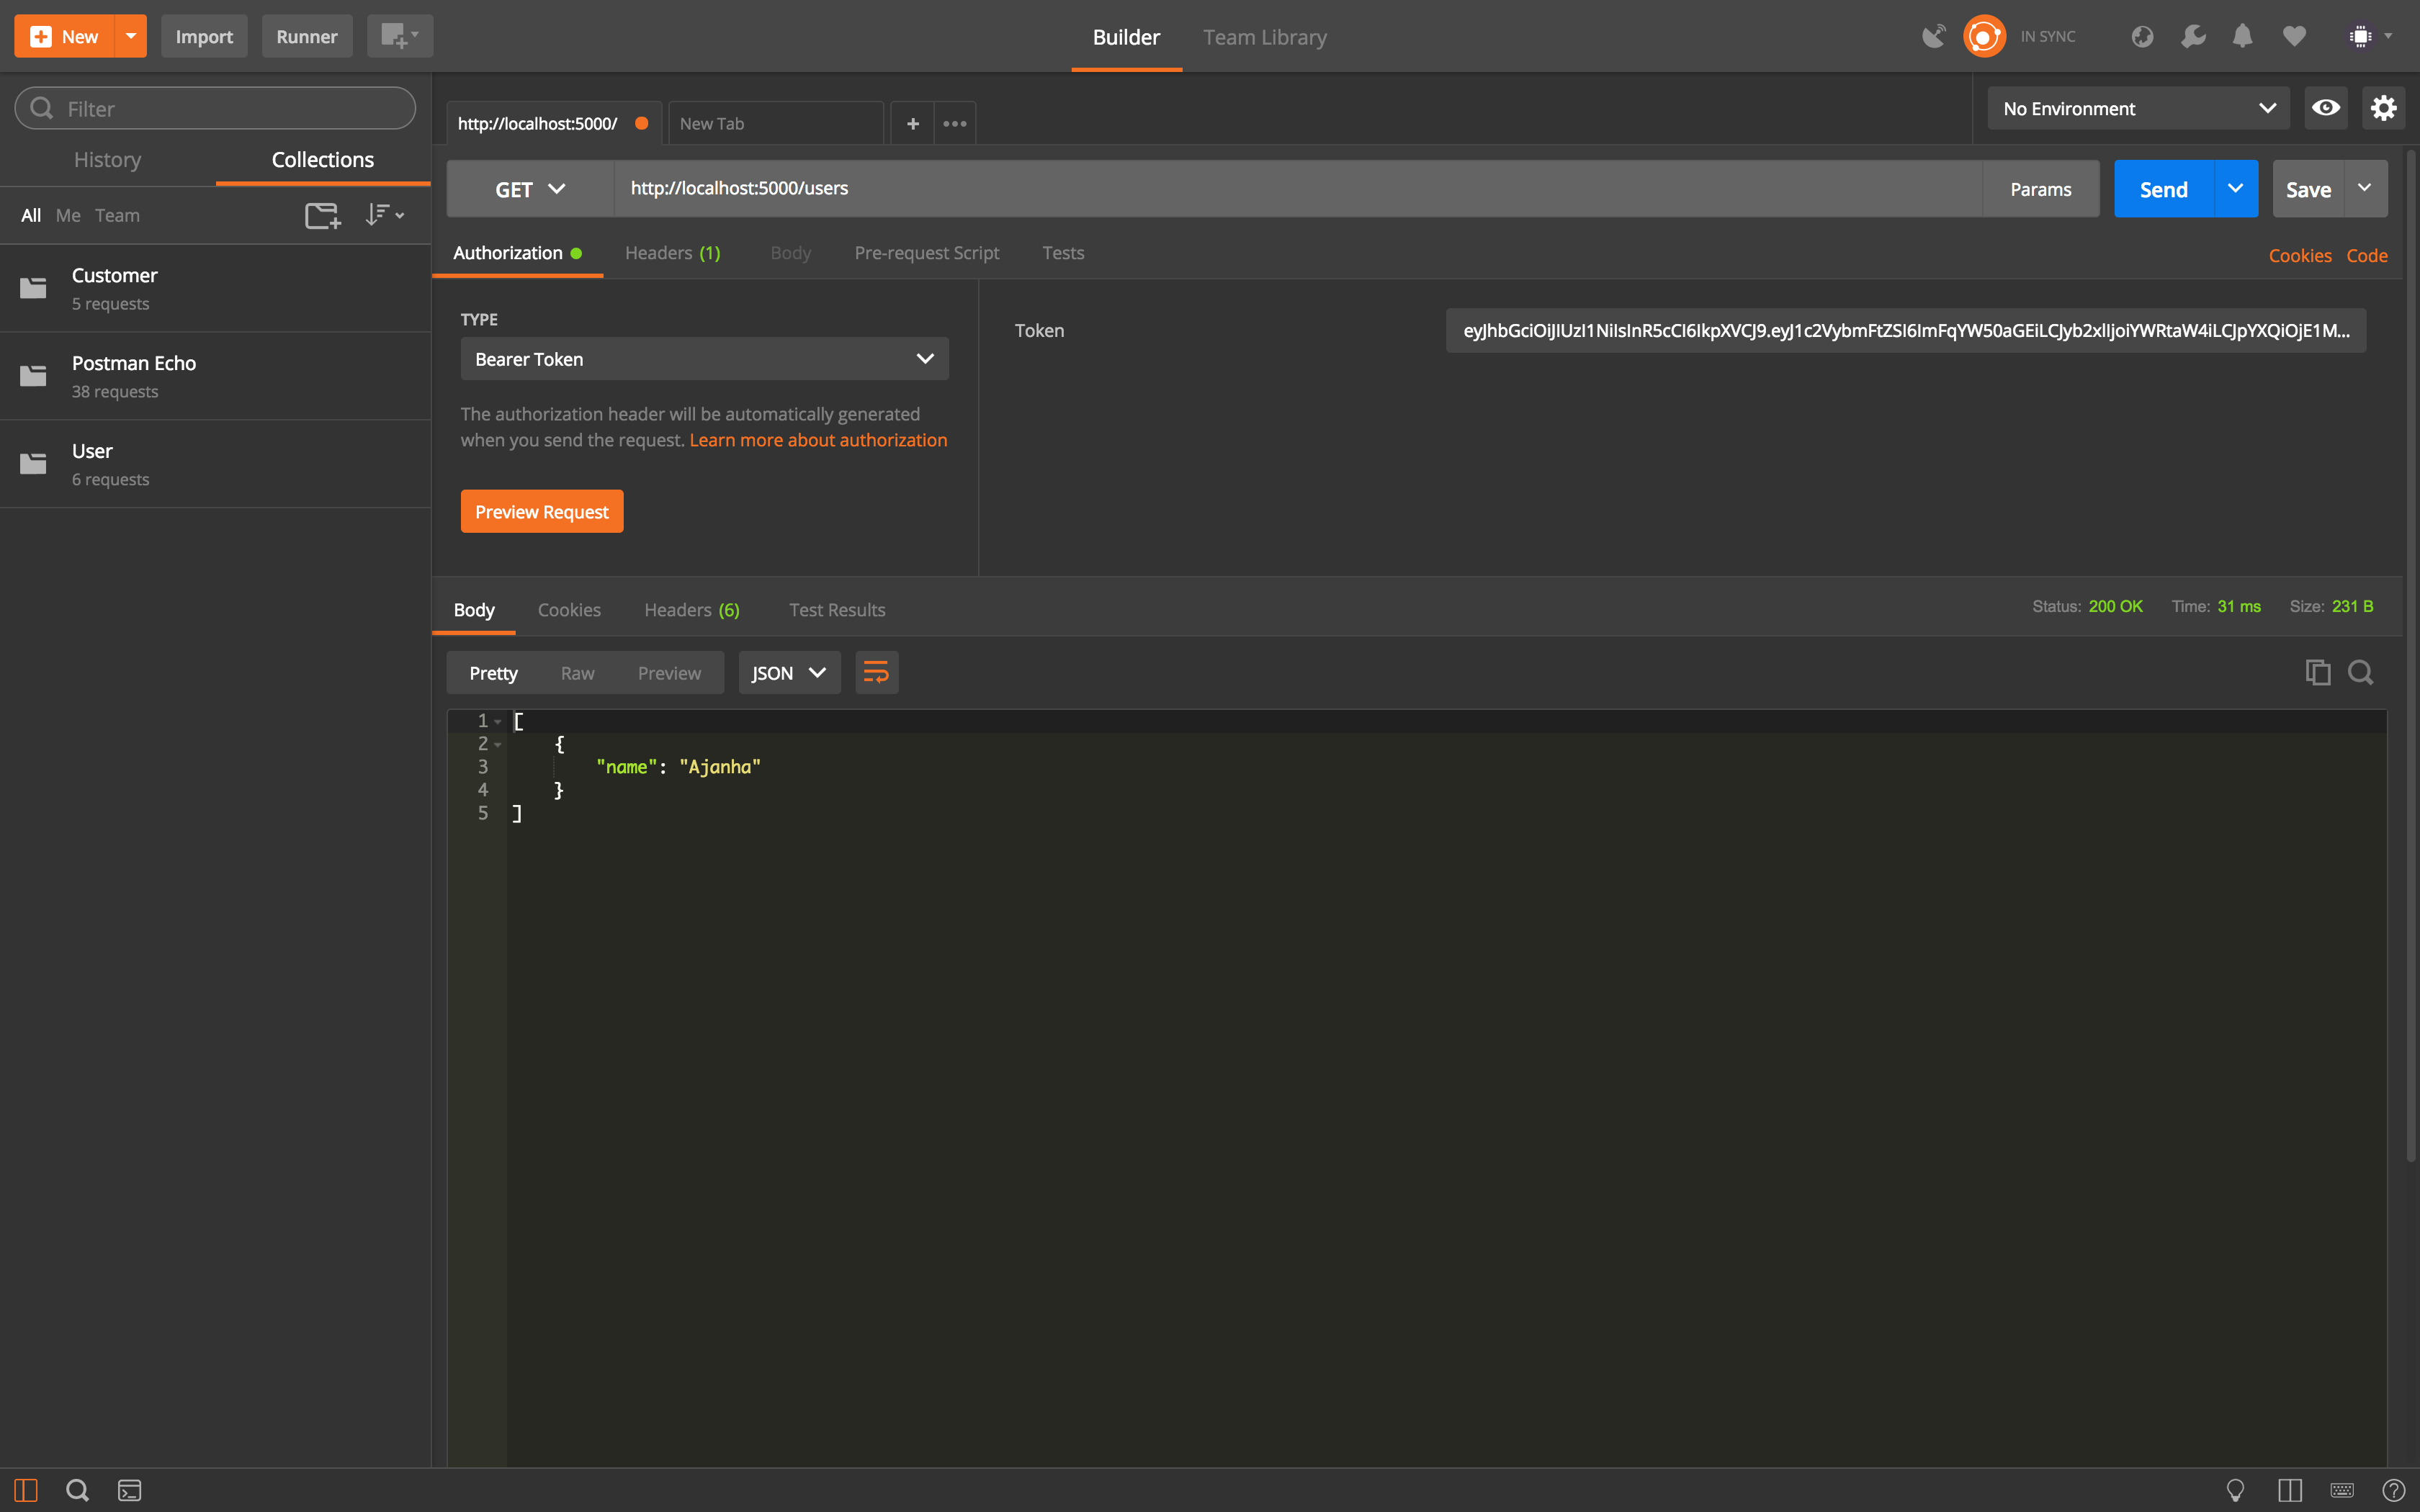 New
Import
Runner
Builder
Team Library
IN SYNC
Filter
History
Collections
All Me Team
Customer
5 requests
Postman Echo
38 requests
User
6 requests
http://localhost:5000/
New Tab
+
No Environment
GET
http://localhost:5000/users
Params
Send
Save
Authorization
Headers (1)
Body
Pre-request Script
Tests
Cookies Code
TYPE
Bearer Token
The authorization header will be automatically generated
when you send the request. Learn more about authorization
Preview Request
Token
eyJhbGciOiJIUzI1NiIsInR5cCI6IkpXVCJ9.eyJ1c2VybmFtZSI6ImFqYW50aGEiLCJyb2xlIjoiYWRtaW4iLCJpYXQiOjE1M...
Body
Cookies
Headers (6)
Test Results
Status: 200 OK
Time: 31 ms
Size: 231 B
Pretty
Raw
Preview
JSON
1 [
2 {
3 "name": "Ajanha"
4 }
5 ]